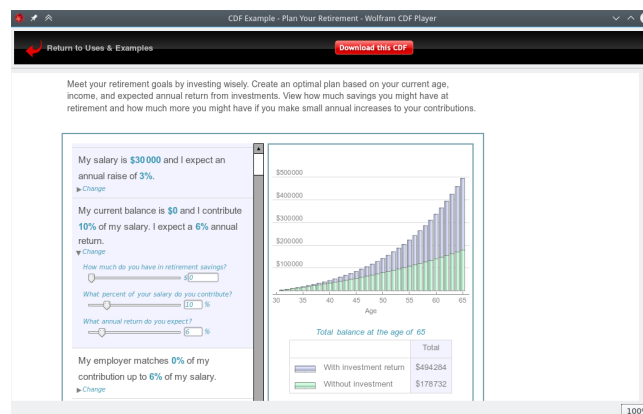 CDF Example - Plan Your Retirement - Wolfram CDF Player
Return to Uses & Examples
Download this CDF
Meet your retirement goals by investing wisely. Create an optimal plan based on your current age,
income, and expected annual return from investments. View how much savings you might have at
retirement and how much more you might have if you make small annual increases to your contributions.
My salary is $30000 and I expect an
annual raise of 3%.
Change
My current balance is $0 and I contribute
10% of my salary. I expect a 6% annual
return.
Change
How much do you have in retirement savings?
$0
What percent of your salary do you contribute?
10 %
What annual return do you expect?
6 %
My employer matches 0% of my
contribution up to 6% of my salary.
Change
$500000
$400000
$300000
$200000
$100000
30 35 40 45 50 55 60 65
Age
Total balance at the age of 65
Total
With investment return $494284
Without investment $178732